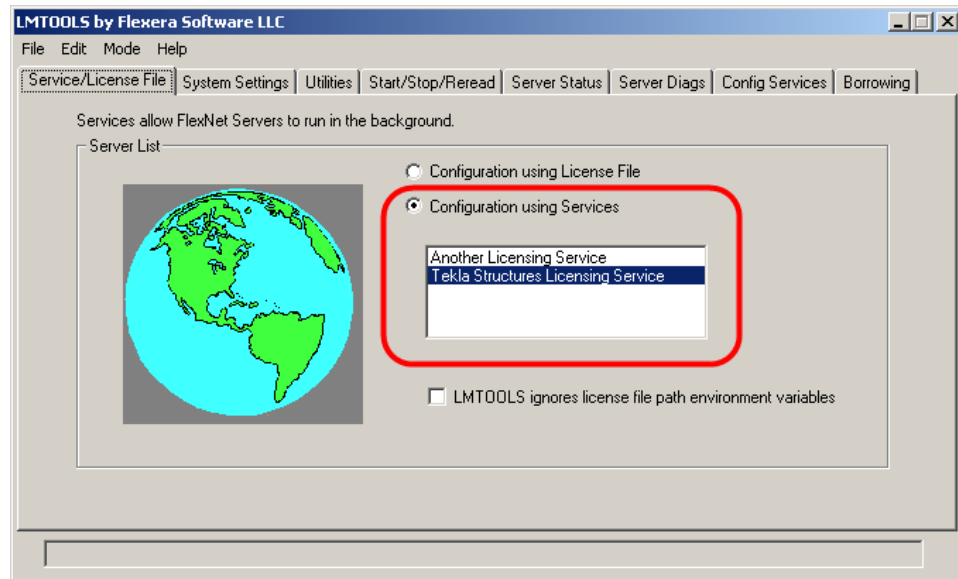 LMTOOLS by Flexera Software LLC
File Edit Mode Help
Service/License File System Settings Utilities Start/Stop/Reread Server Status Server Diags Config Services Borrowing
Services allow FlexNet Servers to run in the background.
Server List
Configuration using License File
Configuration using Services
Another Licensing Service
Tekla Structures Licensing Service
LMTOOLS ignores license file path environment variables